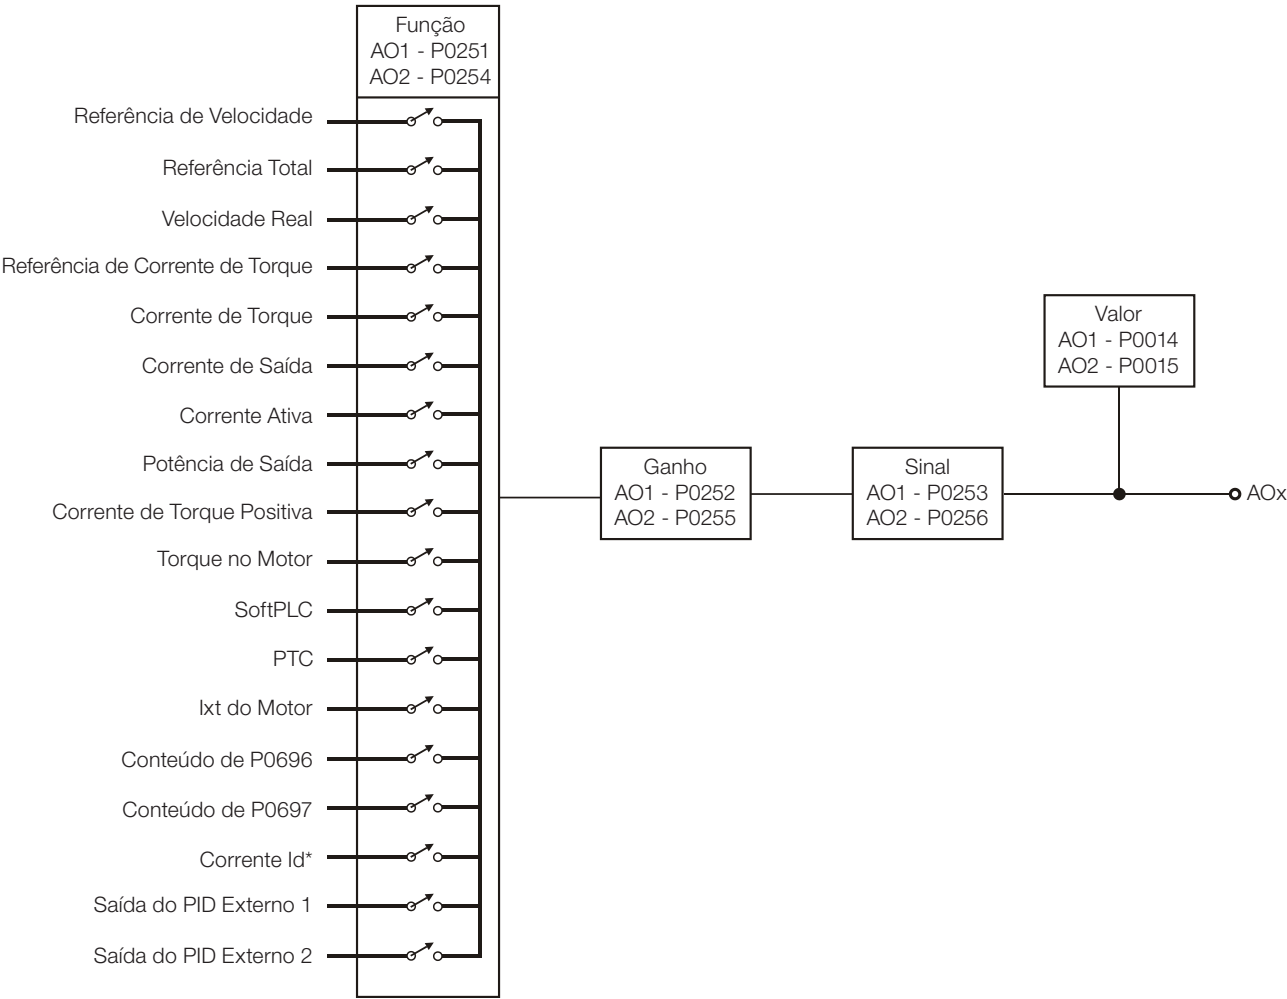 Função
AO1 - P0251
AO2 - P0254
Referência de Velocidade
Referência Total
Velocidade Real
Referência de Corrente de Torque
Corrente de Torque
Corrente de Saída
Corrente Ativa
Potência de Saída
Corrente de Torque Positiva
Torque no Motor
SoftPLC
PTC
Ixt do Motor
Conteúdo de P0696
Conteúdo de P0697
Corrente Id*
Saída do PID Externo 1
Saída do PID Externo 2
Ganho
AO1 - P0252
AO2 - P0255
Sinal
AO1 - P0253
AO2 - P0256
Valor
AO1 - P0014
AO2 - P0015
AOx